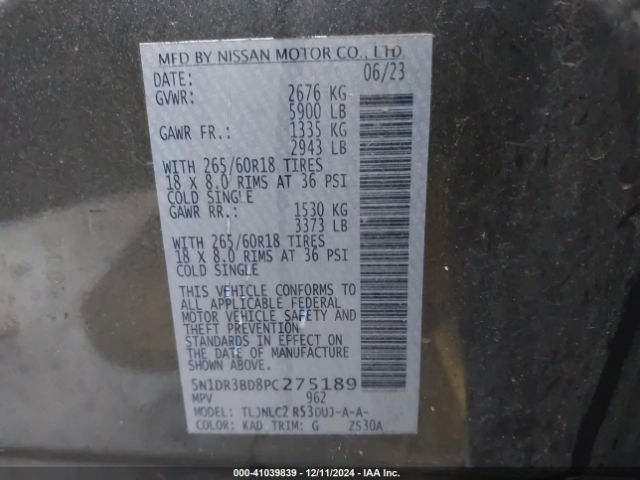 MFD BY NISSAN MOTOR CO., LTD.
DATE: 06/23
GVWR: 2676 KG
5900 LB
GAWR FR.: 1335 KG
2943 LB
WITH 265/60R18 TIRES
18 X 8.0 RIMS AT 36 PSI
COLD SINGLE
GAWR RR.: 1530 KG
3373 LB
WITH 265/60R18 TIRES
18 X 8.0 RIMS AT 36 PSI
COLD SINGLE
THIS VEHICLE CONFORMS TO
ALL APPLICABLE FEDERAL
MOTOR VEHICLE SAFETY AND
THEFT PREVENTION
STANDARDS IN EFFECT ON
THE DATE OF MANUFACTURE
SHOWN ABOVE.
5N1DR3BD8PC275189
MPV 962
MODEL: TLJNLCZ R53DUJ-A-A-
COLOR: KAD TRIM: G ZS30A
000-41039839 - 12/11/2024 - IAA Inc.